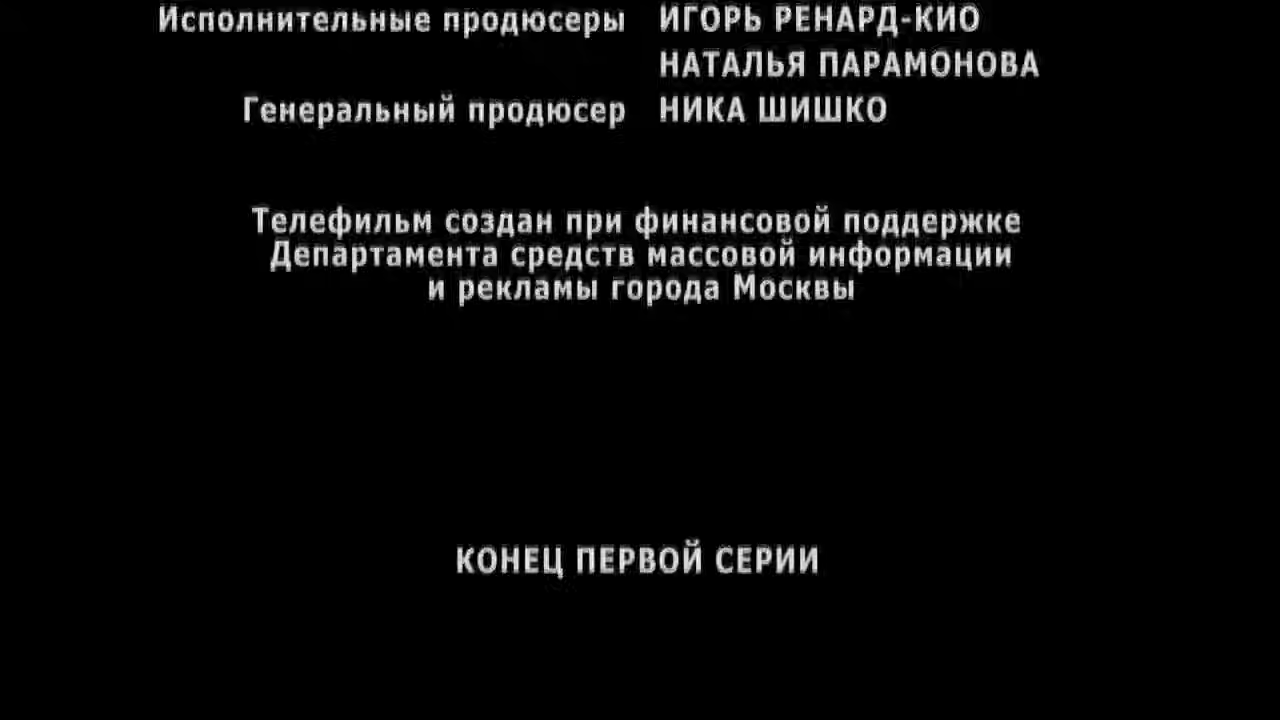 Исполнительные продюсеры ИГОРЬ РЕНАРД-КИО
НАТАЛЬЯ ПАРАМОНОВА
Генеральный продюсер НИКА ШИШКО
Телефильм создан при финансовой поддержке
Департамента средств массовой информации
и рекламы города Москвы
КОНЕЦ ПЕРВОЙ СЕРИИ